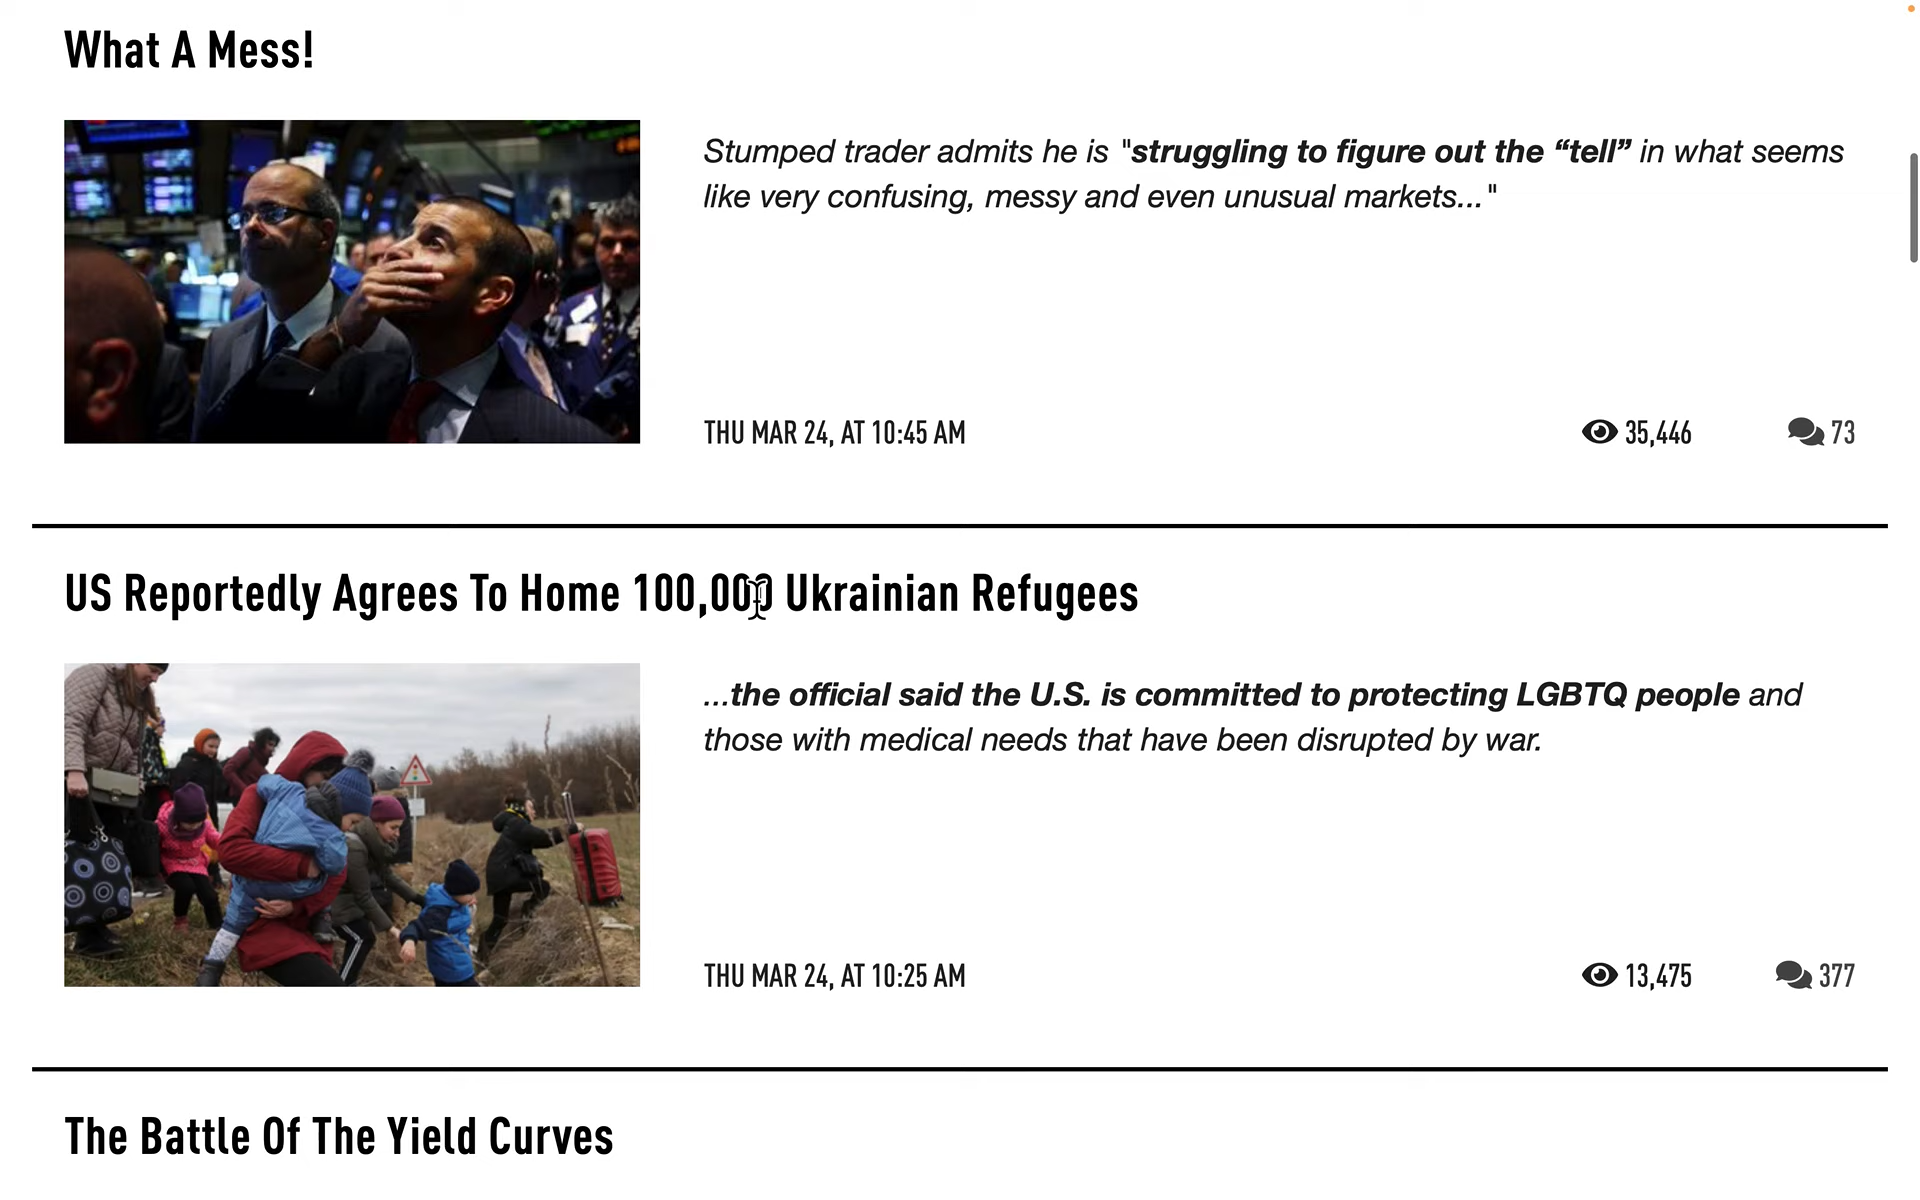 What A Mess!
Stumped trader admits he is "struggling to figure out the “tell” in what seems
like very confusing, messy and even unusual markets... "
THU MAR 24, AT 10:45 AM
35,446
73
US Reportedly Agrees To Home 100,000 Ukrainian Refugees
...the official said the U.S. is committed to protecting LGBTQ people and
those with medical needs that have been disrupted by war.
THU MAR 24, AT 10:25 AM
13,475
377
The Battle Of The Yield Curves